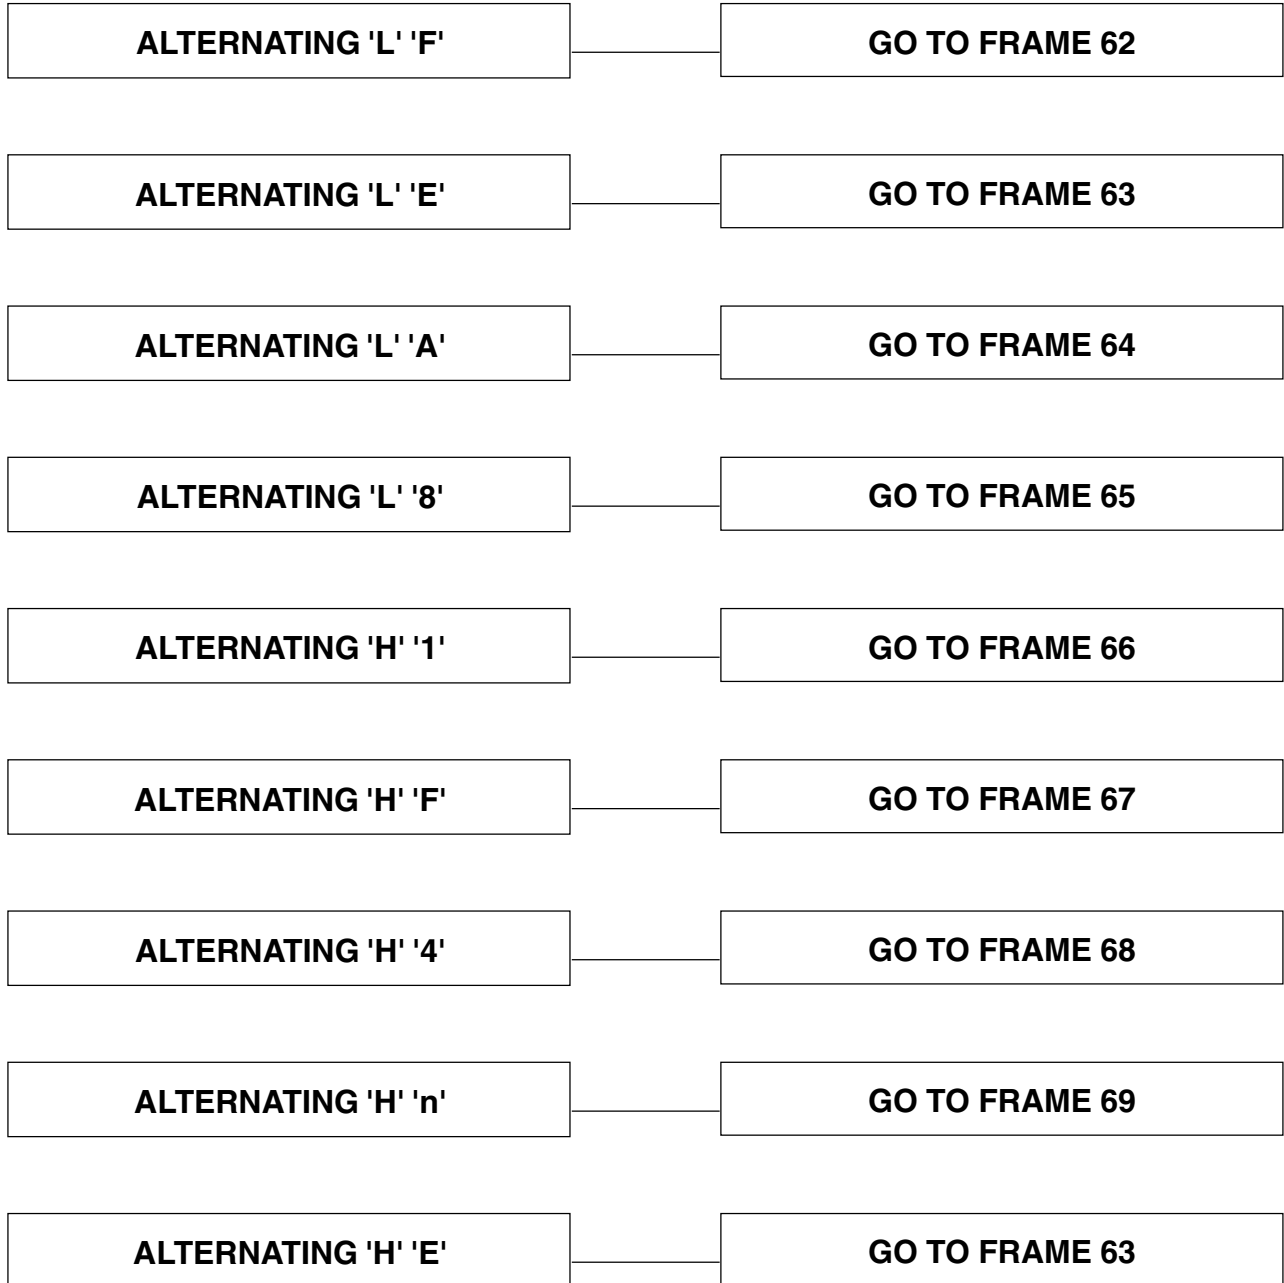 ALTERNATING 'L' 'F' GO TO FRAME 62
ALTERNATING 'L' 'E' GO TO FRAME 63
ALTERNATING 'L' 'A' GO TO FRAME 64
ALTERNATING 'L' '8' GO TO FRAME 65
ALTERNATING 'H' '1' GO TO FRAME 66
ALTERNATING 'H' 'F' GO TO FRAME 67
ALTERNATING 'H' '4' GO TO FRAME 68
ALTERNATING 'H' 'n' GO TO FRAME 69
ALTERNATING 'H' 'E' GO TO FRAME 63